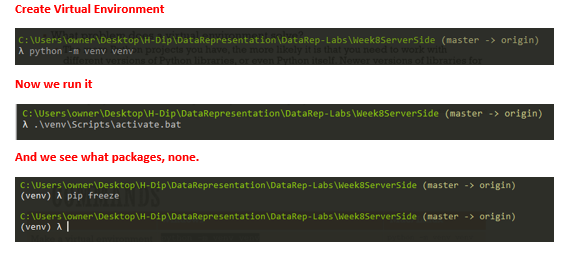 Create Virtual Environment
C:\Users\owner\Desktop\H-Dip\DataRepresentation\DataRep-Labs\Week8ServerSide (master -> origin)
λ python -m venv venv
Now we run it
C:\Users\owner\Desktop\H-Dip\DataRepresentation\DataRep-Labs\Week8ServerSide (master -> origin)
λ .\venv\Scripts\activate.bat
And we see what packages, none.
C:\Users\owner\Desktop\H-Dip\DataRepresentation\DataRep-Labs\Week8ServerSide (master -> origin)
(venv) λ pip freeze
C:\Users\owner\Desktop\H-Dip\DataRepresentation\DataRep-Labs\Week8ServerSide (master -> origin)
(venv) λ